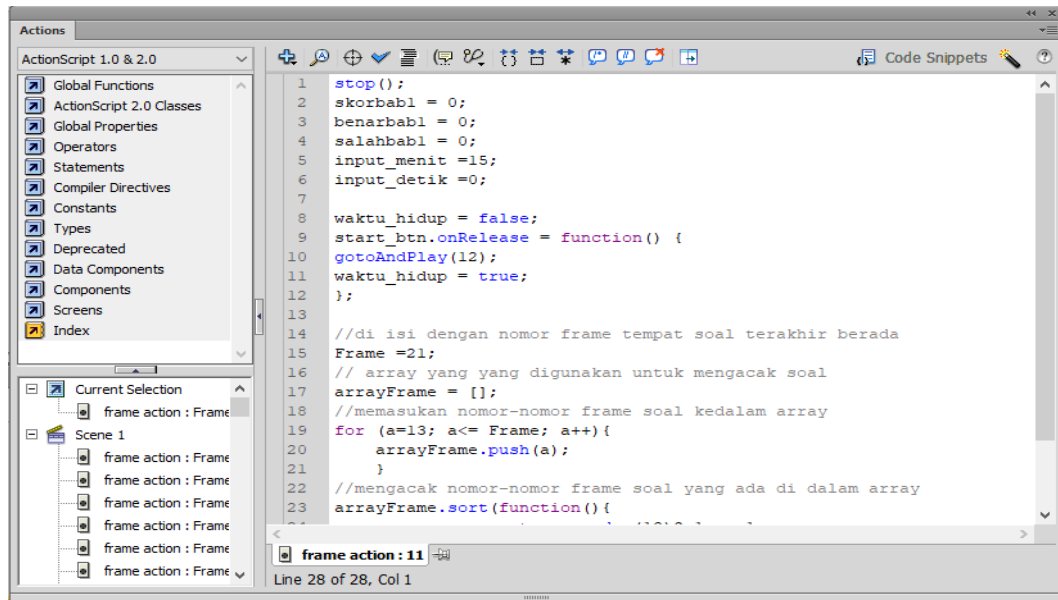 Actions
ActionScript 1.0 & 2.0
Global Functions
ActionScript 2.0 Classes
Global Properties
Operators
Statements
Compiler Directives
Constants
Types
Deprecated
Data Components
Components
Screens
Index
Current Selection
frame action : Frame
Scene 1
frame action : Frame
frame action : Frame
frame action : Frame
frame action : Frame
frame action : Frame
frame action : Frame
Code Snippets
1 stop();
2 skorbab1 = 0;
3 benarbab1 = 0;
4 salahbab1 = 0;
5 input_menit =15;
6 input_detik =0;
7
8 waktu_hidup = false;
9 start_btn.onRelease = function() {
10 gotoAndPlay(12);
11 waktu_hidup = true;
12 };
13
14 //di isi dengan nomor frame tempat soal terakhir berada
15 Frame =21;
16 // array yang yang digunakan untuk mengacak soal
17 arrayFrame = [];
18 //memasukan nomor-nomor frame soal kedalam array
19 for (a=13; a<= Frame; a++){
20 arrayFrame.push(a);
21 }
22 //mengacak nomor-nomor frame soal yang ada di dalam array
23 arrayFrame.sort(function(){
frame action : 11
Line 28 of 28, Col 1